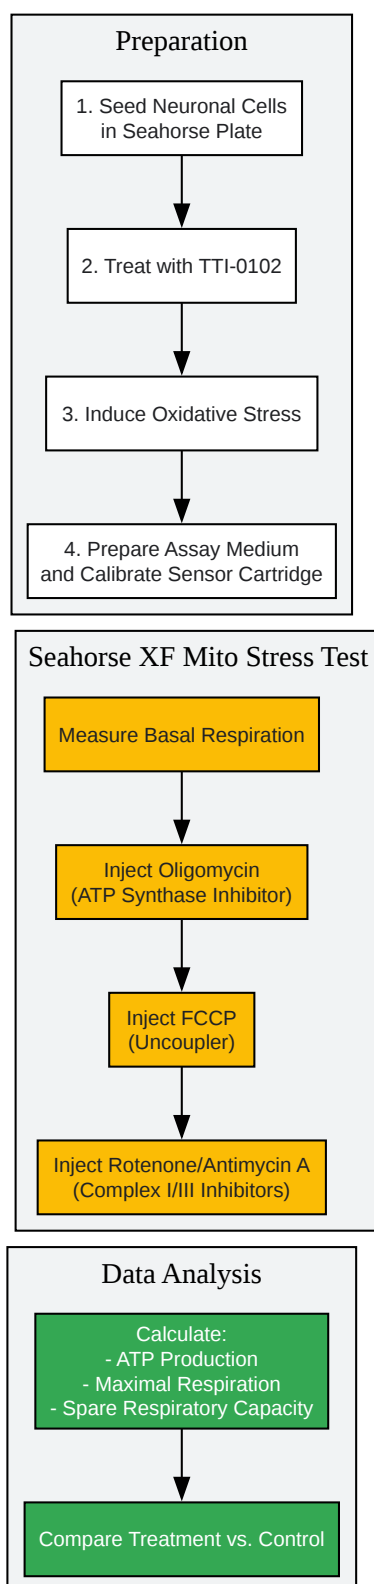 Preparation
1. Seed Neuronal Cells
in Seahorse Plate
2. Treat with TTI-0102
3. Induce Oxidative Stress
4. Prepare Assay Medium
and Calibrate Sensor Cartridge
Seahorse XF Mito Stress Test
Measure Basal Respiration
Inject Oligomycin
(ATP Synthase Inhibitor)
Inject FCCP
(Uncoupler)
Inject Rotenone/Antimycin A
(Complex I/III Inhibitors)
Data Analysis
Calculate:
- ATP Production
- Maximal Respiration
- Spare Respiratory Capacity
Compare Treatment vs. Control